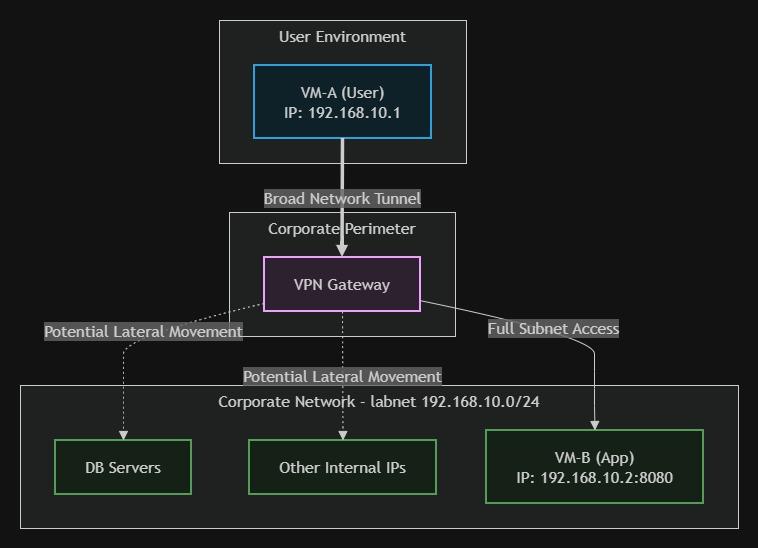 User Environment
VM-A (User)
IP: 192.168.10.1
Broad Network Tunnel
Corporate Perimeter
VPN Gateway
Potential Lateral Movement
Full Subnet Access
Potential Lateral Movement
Corporate Network - labnet 192.168.10.0/24
DB Servers
Other Internal IPs
VM-B (App)
IP: 192.168.10.2:8080